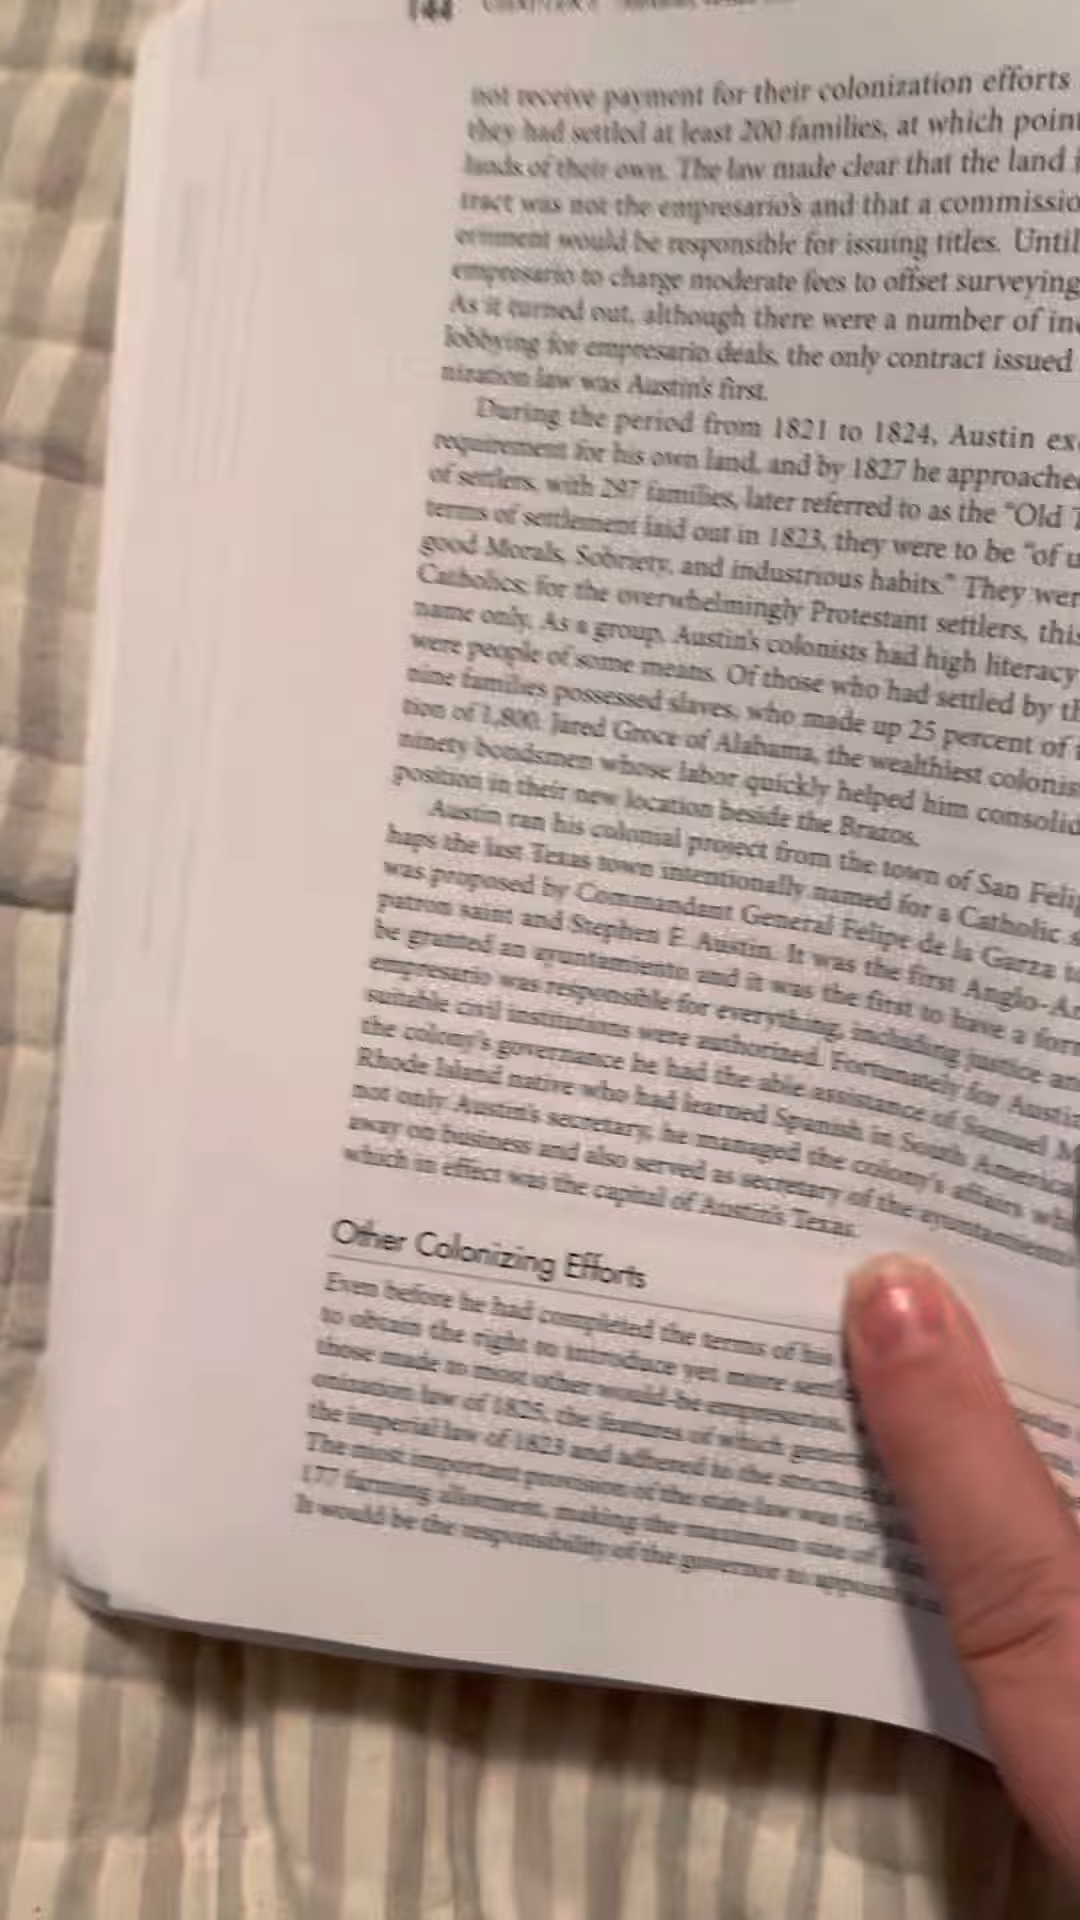 144
not receive payment for their colonization efforts
they had settled at least 200 families, at which point
lands of their own. The law made clear that the land
tract was not the empresario's and that a commissio
ernment would be responsible for issuing titles. Until
empresario to charge moderate fees to offset surveying
As it turned out, although there were a number of in
lobbying for empresario deals, the only contract issued
nization law was Austin's first.
During the period from 1821 to 1824, Austin ex
requirement for his own land, and by 1827 he approache
of settlers, with 297 families, later referred to as the "Old
terms of settlement laid out in 1823, they were to be "of u
good Morals, Sobriety, and industrious habits." They wer
Catholics; for the overwhelmingly Protestant settlers, this
name only. As a group, Austin's colonists had high literacy
were people of some means. Of those who had settled by th
nine families possessed slaves, who made up 25 percent of
tion of 1,800. Jared Groce of Alabama, the wealthiest colonis
ninety bondsmen whose labor quickly helped him consolid
position in their new location beside the Brazos.
Austin ran his colonial project from the town of San Felip
haps the last Texas town intentionally named for a Catholic s
was proposed by Commandant General Felipe de la Garza to
patron saint and Stephen F. Austin. It was the first Anglo-A
be granted an ayuntamiento and it was the first to have a form
empresario was responsible for everything, including justice an
suitable civil institutions were authorized. Fortunately for Austin
the colony's governance he had the able assistance of Samuel M
Rhode Island native who had learned Spanish in South America
not only Austin's secretary, he managed the colony's affairs whi
away on business and also served as secretary of the ayuntamiento
which in effect was the capital of Austin's Texas.
Other Colonizing Efforts
Even before he had completed the terms of his
to obtain the right to introduce yet more settl
those made to most other would-be empresarios.
onization law of 1825, the features of which gene
the imperial law of 1823 and adhered to the
The most important provision of the state law was the
177 farming allotment, making the maximum size of
It would be the responsibility of the governor to appoint